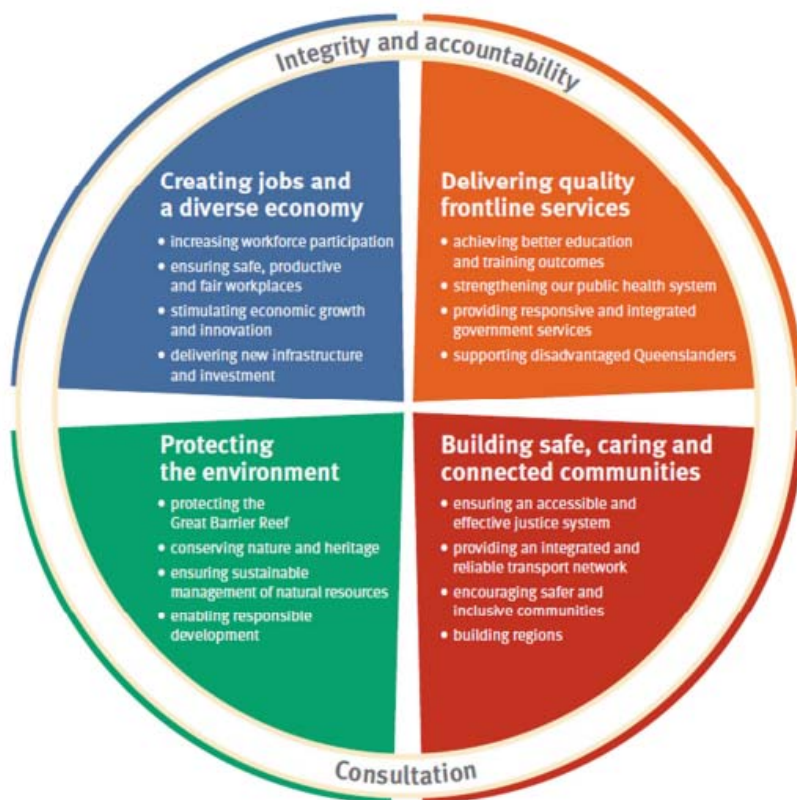 Integrity and accountability
Creating jobs and
a diverse economy
• increasing workforce participation
• ensuring safe, productive
and fair workplaces
• stimulating economic growth
and innovation
• delivering new infrastructure
and investment
Delivering quality
frontline services
• achieving better education
and training outcomes
• strengthening our public health system
• providing responsive and integrated
government services
• supporting disadvantaged Queenslanders
Protecting
the environment
• protecting the
Great Barrier Reef
• conserving nature and heritage
• ensuring sustainable
management of natural resources
• enabling responsible
development
Building safe, caring and
connected communities
• ensuring an accessible and
effective justice system
• providing an integrated and
reliable transport network
• encouraging safer and
inclusive communities
• building regions
Consultation